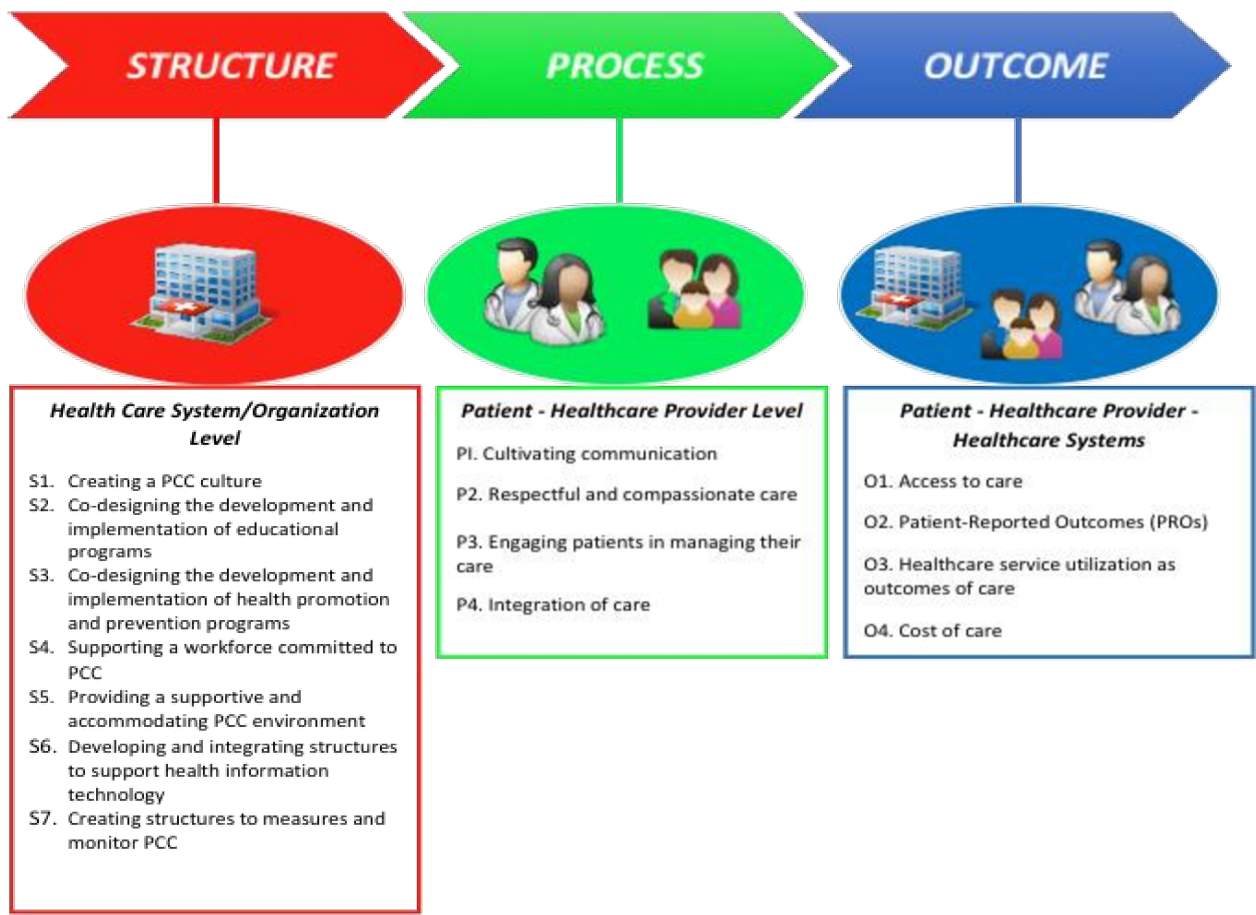 STRUCTURE
PROCESS
OUTCOME
Health Care System/Organization
Level
S1. Creating a PCC culture
S2. Co-designing the development and
implementation of educational
programs
S3. Co-designing the development and
implementation of health promotion
and prevention programs
S4. Supporting a workforce committed to
PCC
S5. Providing a supportive and
accommodating PCC environment
S6. Developing and integrating structures
to support health information
technology
S7. Creating structures to measures and
monitor PCC
Patient - Healthcare Provider Level
PI. Cultivating communication
P2. Respectful and compassionate care
P3. Engaging patients in managing their
care
P4. Integration of care
Patient - Healthcare Provider -
Healthcare Systems
O1. Access to care
O2. Patient-Reported Outcomes (PROs)
O3. Healthcare service utilization as
outcomes of care
O4. Cost of care